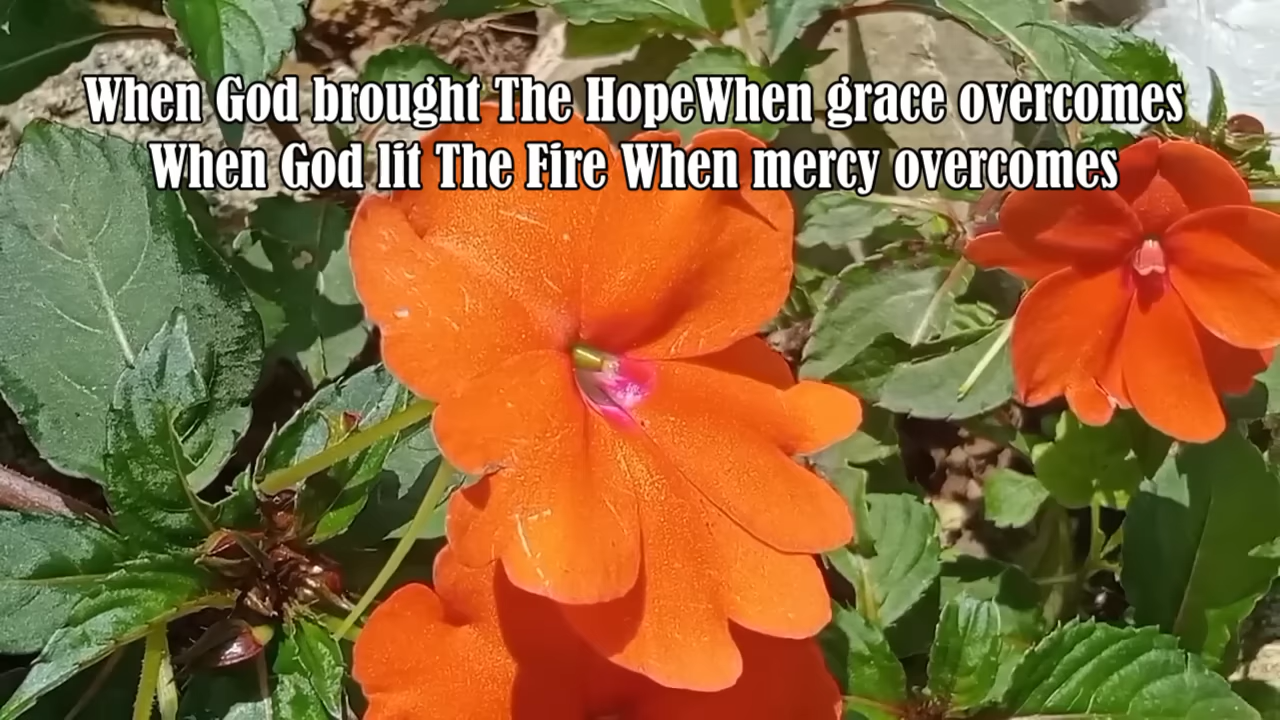 When God brought The HopeWhen grace overcomes
When God lit The Fire When mercy overcomes